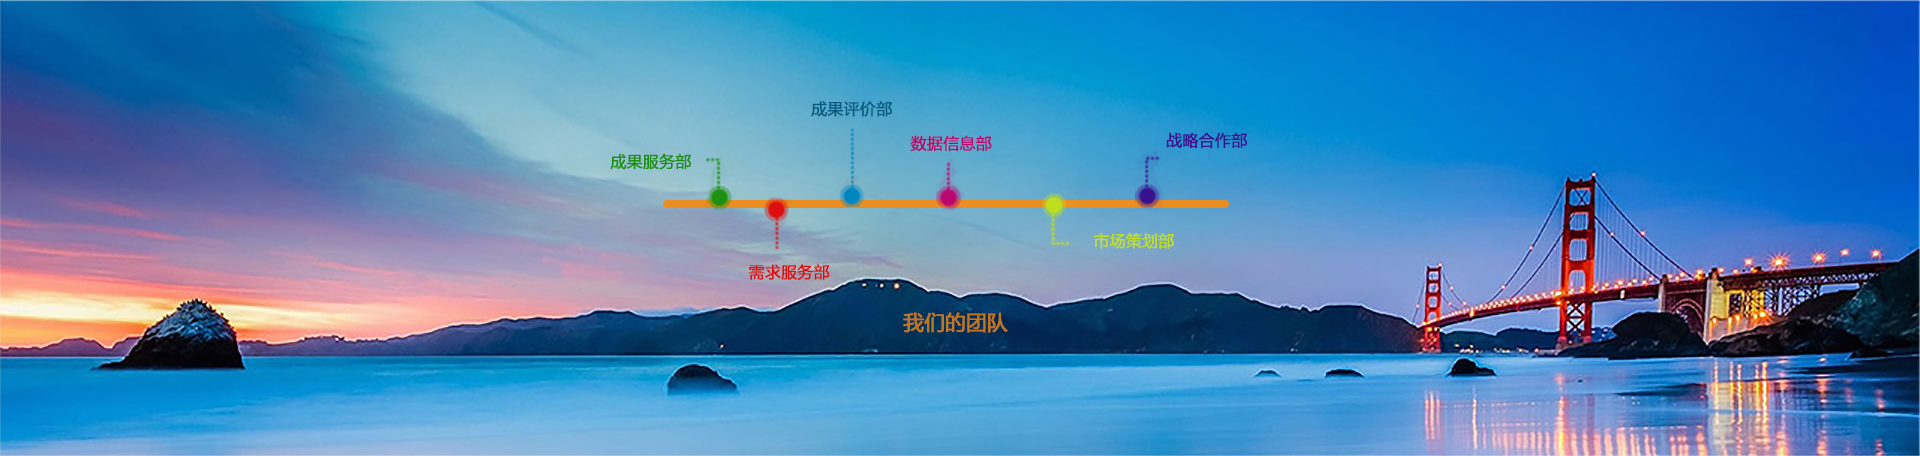 成果评价部
战略合作部
数据信息部
成果服务部
市场策划部
需求服务部
我们的团队